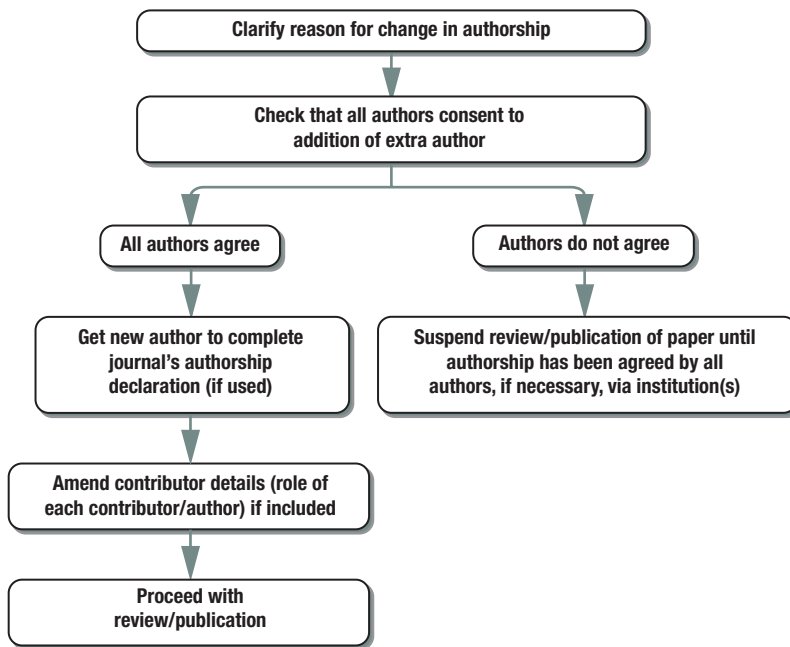 Clarify reason for change in authorship
Check that all authors consent to
addition of extra author
All authors agree
Authors do not agree
Get new author to complete
journal's authorship
declaration (if used)
Suspend review/publication of paper until
authorship has been agreed by all
authors, if necessary, via institution(s)
Amend contributor details (role of
each contributor/author) if included
Proceed with
review/publication